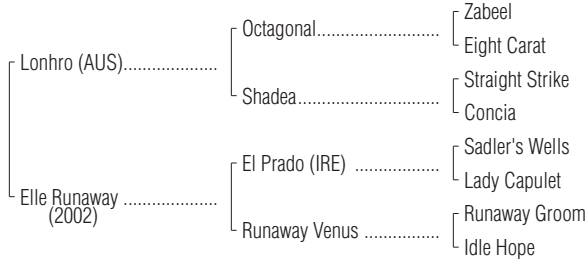 Zabeel
Octagonal..............................
Eight Carat
Lonhro (AUS)....................
Straight Strike
Shadea...................................
Concia
Sadler's Wells
El Prado (IRE) .....................
Lady Capulet
Elle Runaway ....................
(2002)
Runaway Groom
Runaway Venus ...................
Idle Hope